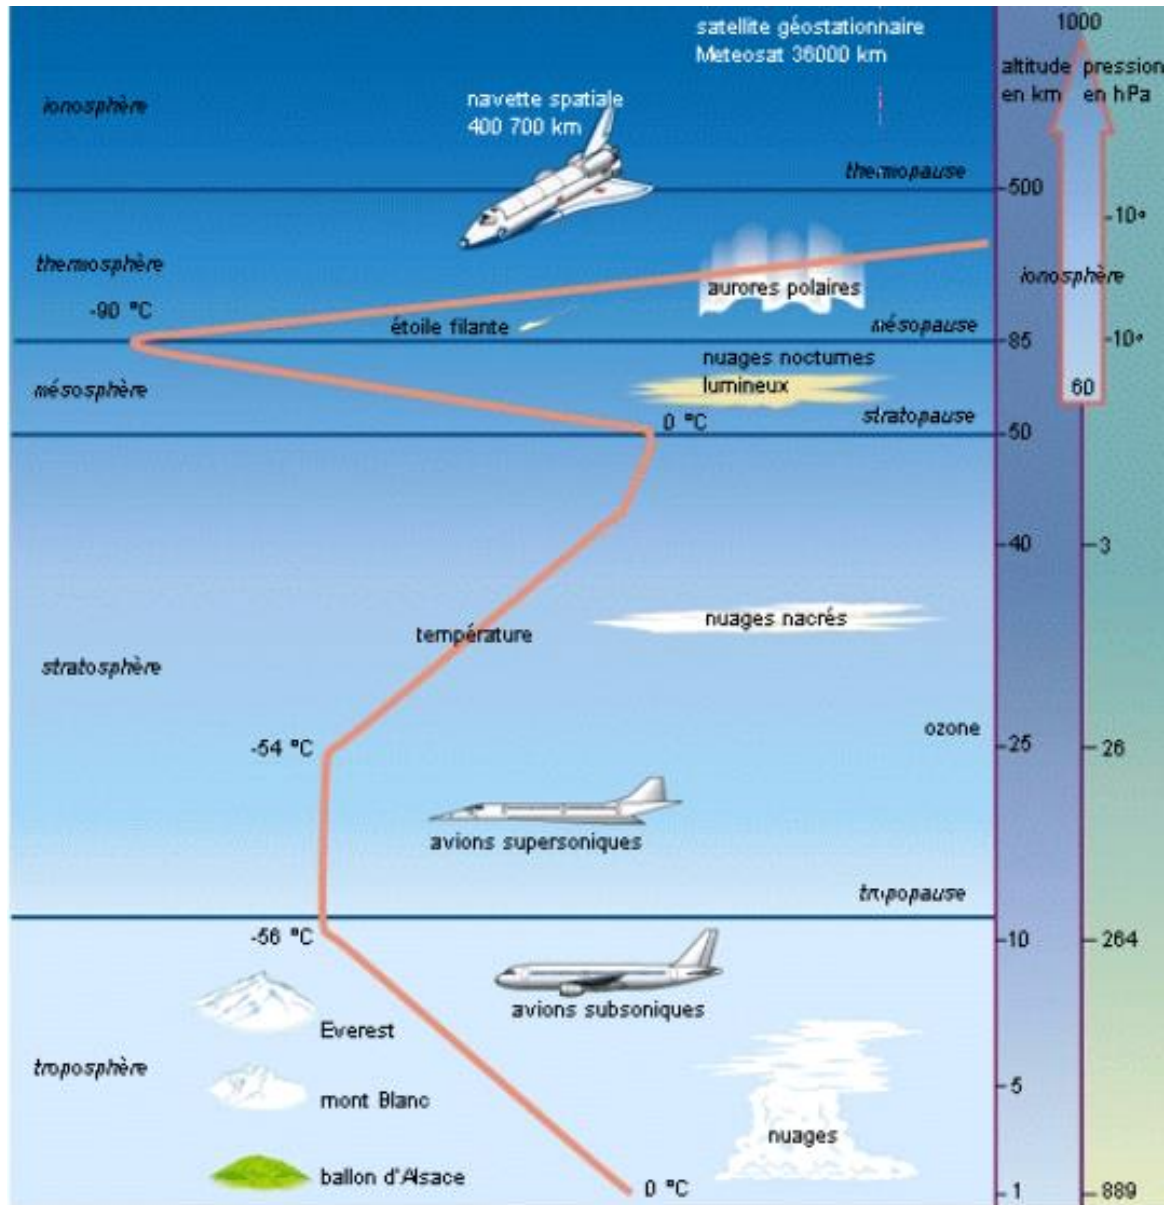 satellite géostationnaire
Meteosat 36000 km
1000
altitude pression
en km en hPa
ionosphère
navette spatiale
400 700 km
thermopause
500
thermosphère
-90 °C
aurores polaires
ionosphère
étoile filante
mésopause
85
mésosphère
nuages nocturnes
lumineux
60
stratopause
0 °C
50
40
3
nuages nacrés
température
stratosphère
ozone
-54 °C
25
26
avions supersoniques
tropopause
-56 °C
10
264
avions subsoniques
Everest
troposphère
5
mont Blanc
nuages
ballon d'Alsace
0 °C
1
889